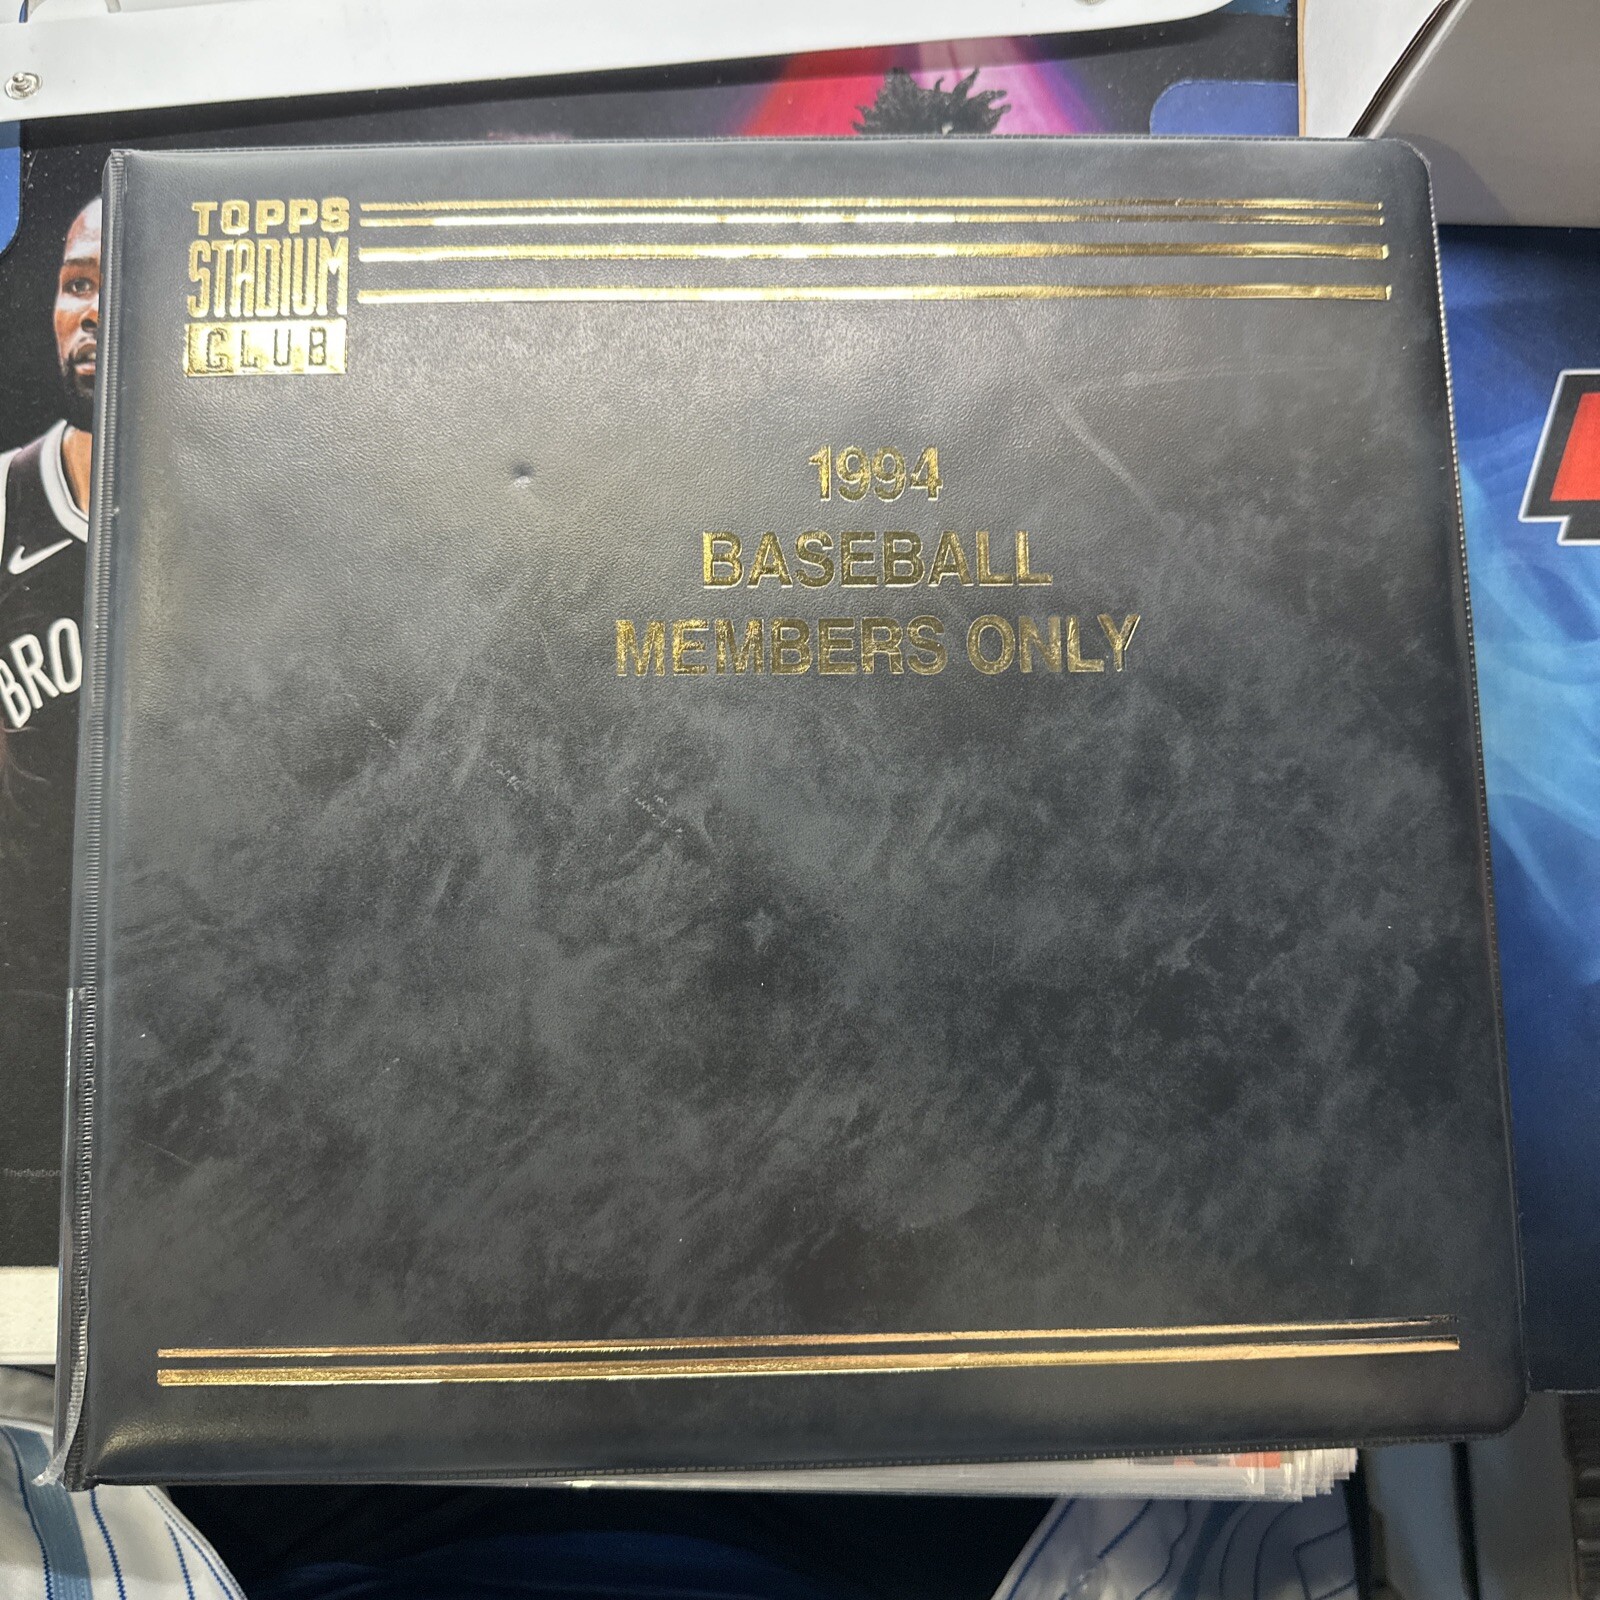 TOPPS
STADIUM
CLUB
1994
BASEBALL
MEMBERS ONLY
BRO